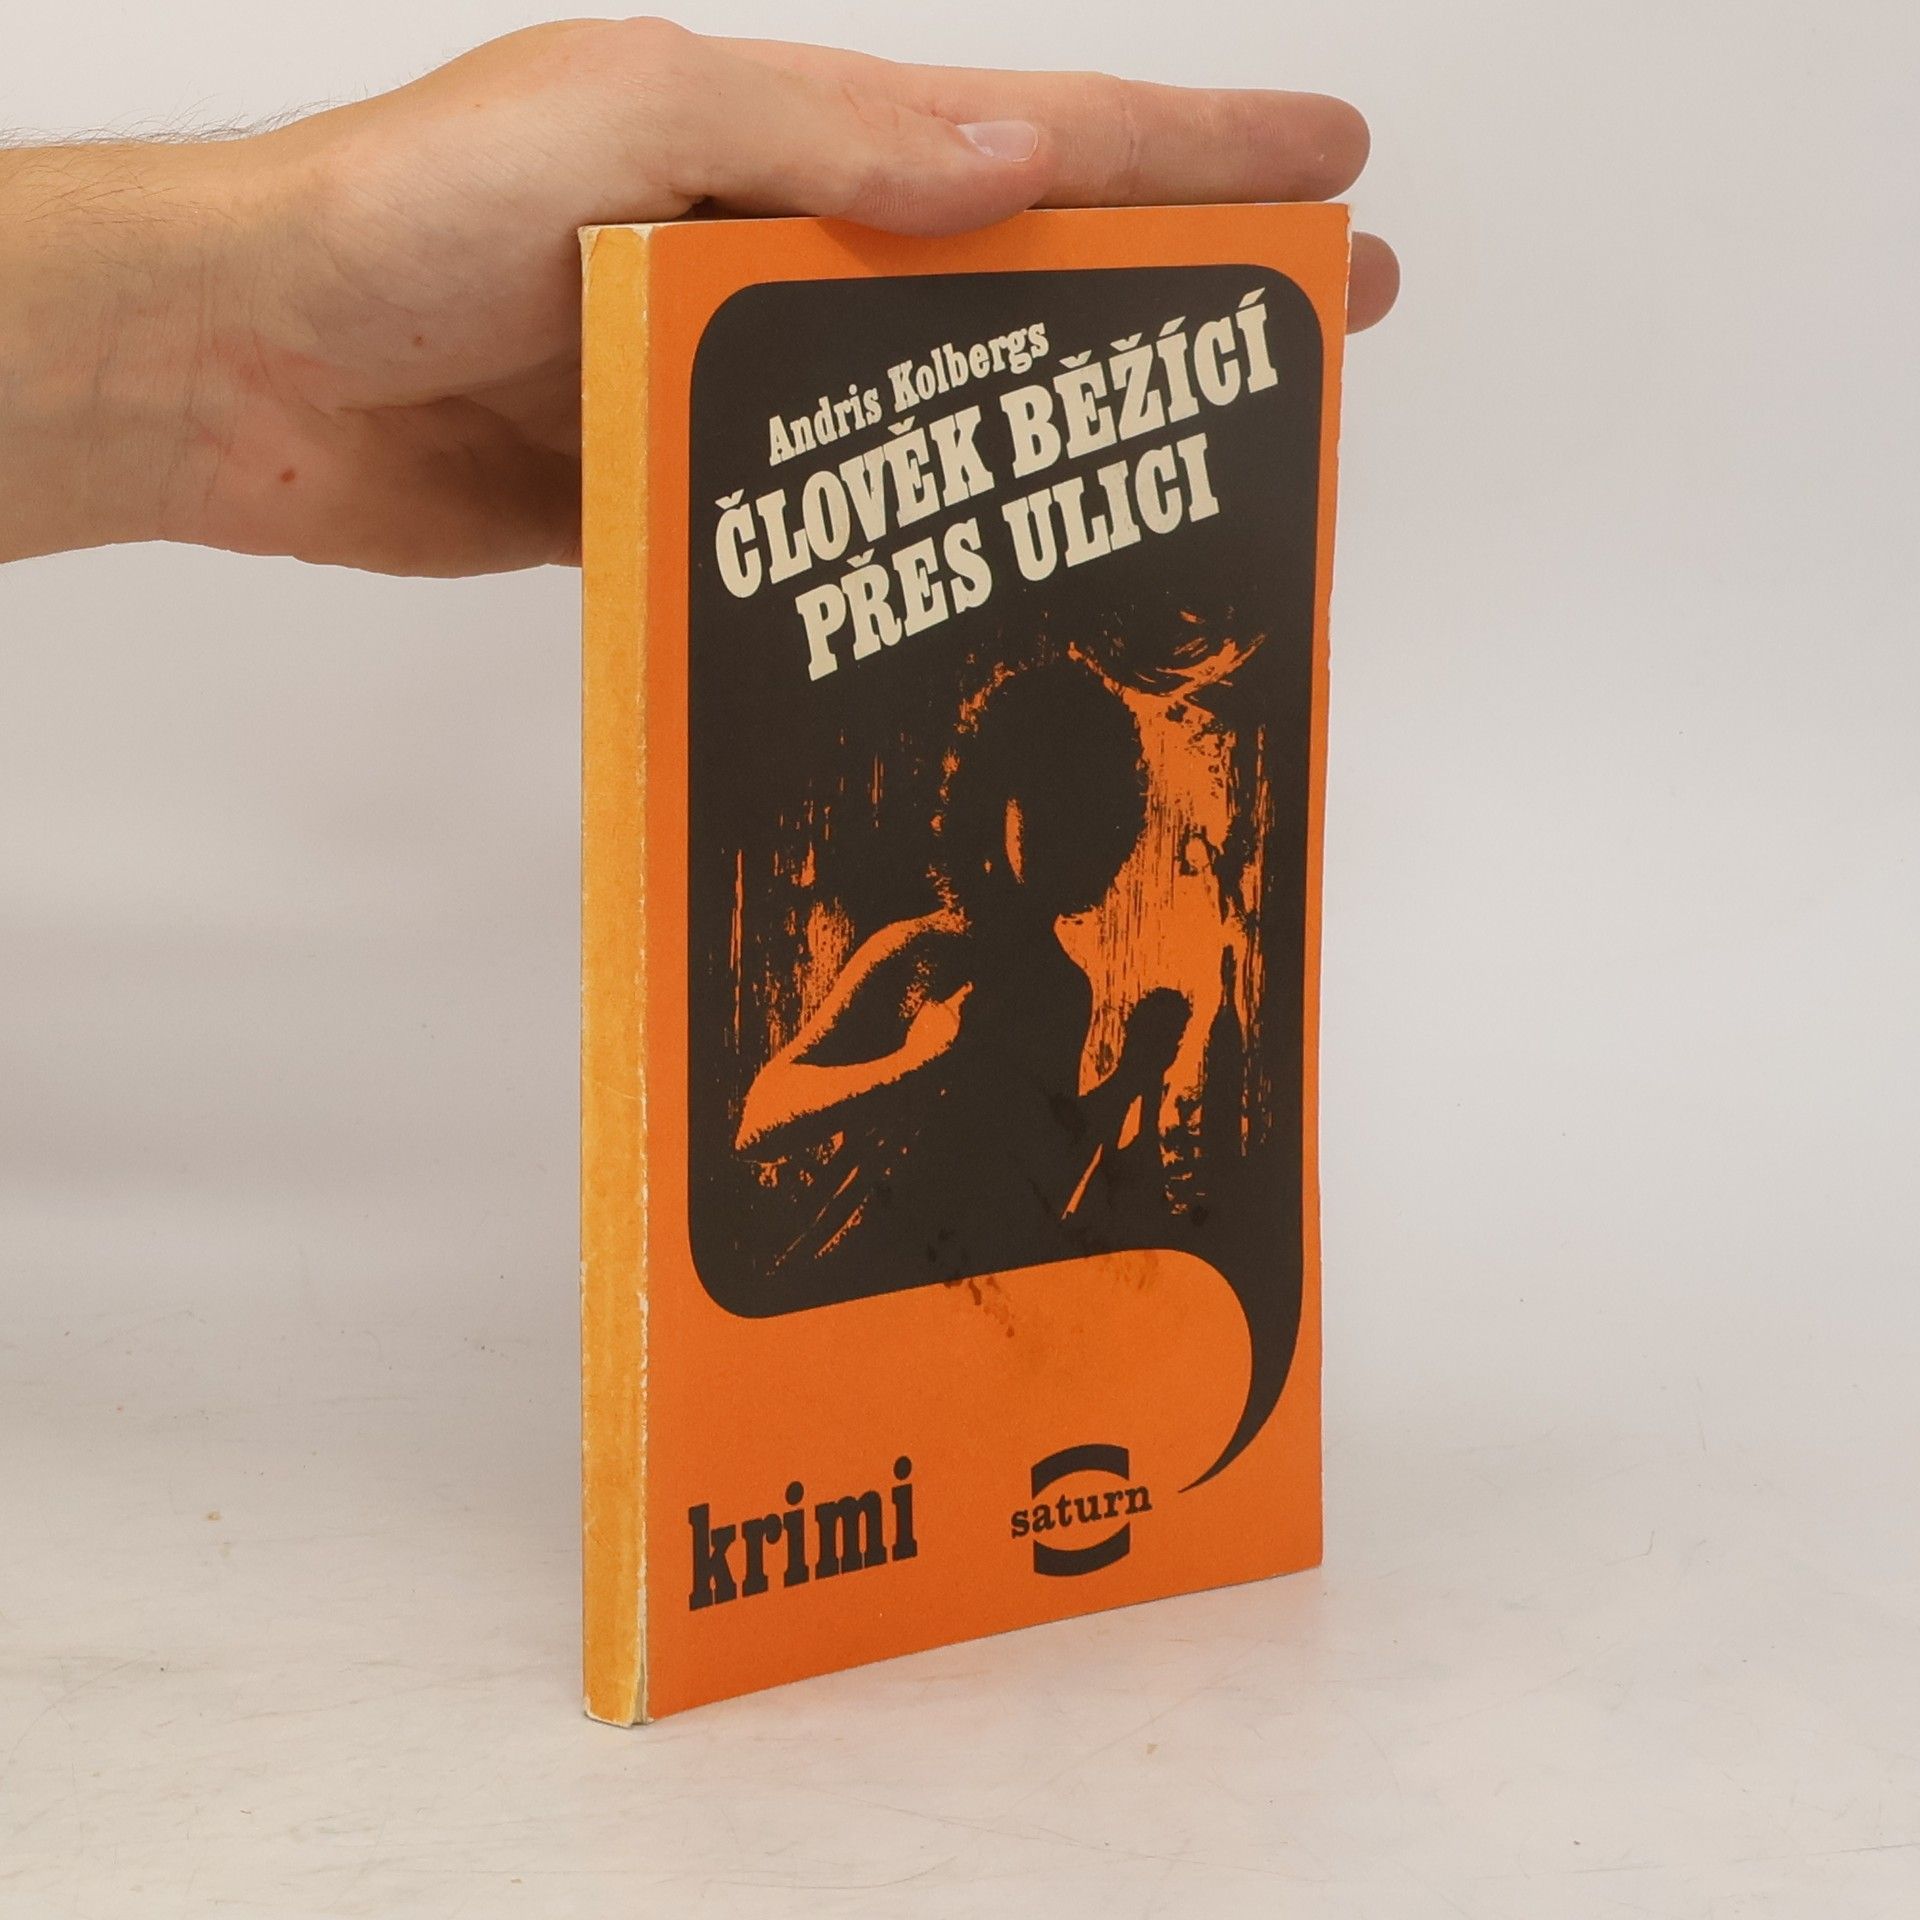 Andris Kolbergs
ČLOVĚK BĚŽÍCÍ
PŘES ULICI
krimi
saturn